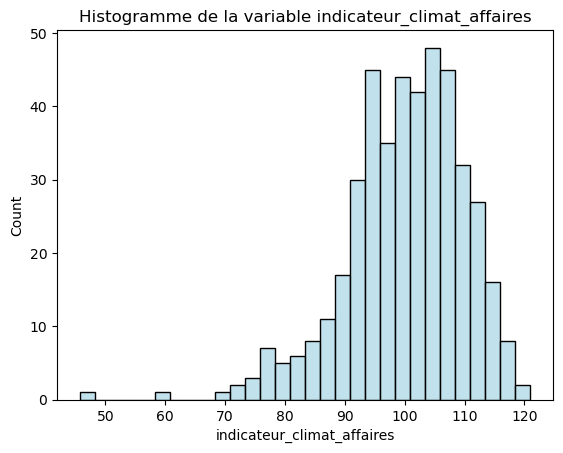 Histogramme de la variable indicateur_climat_affaires
50
40
30
20
10
0
Count
50 60 70 80 90 100 110 120
indicateur_climat_affaires